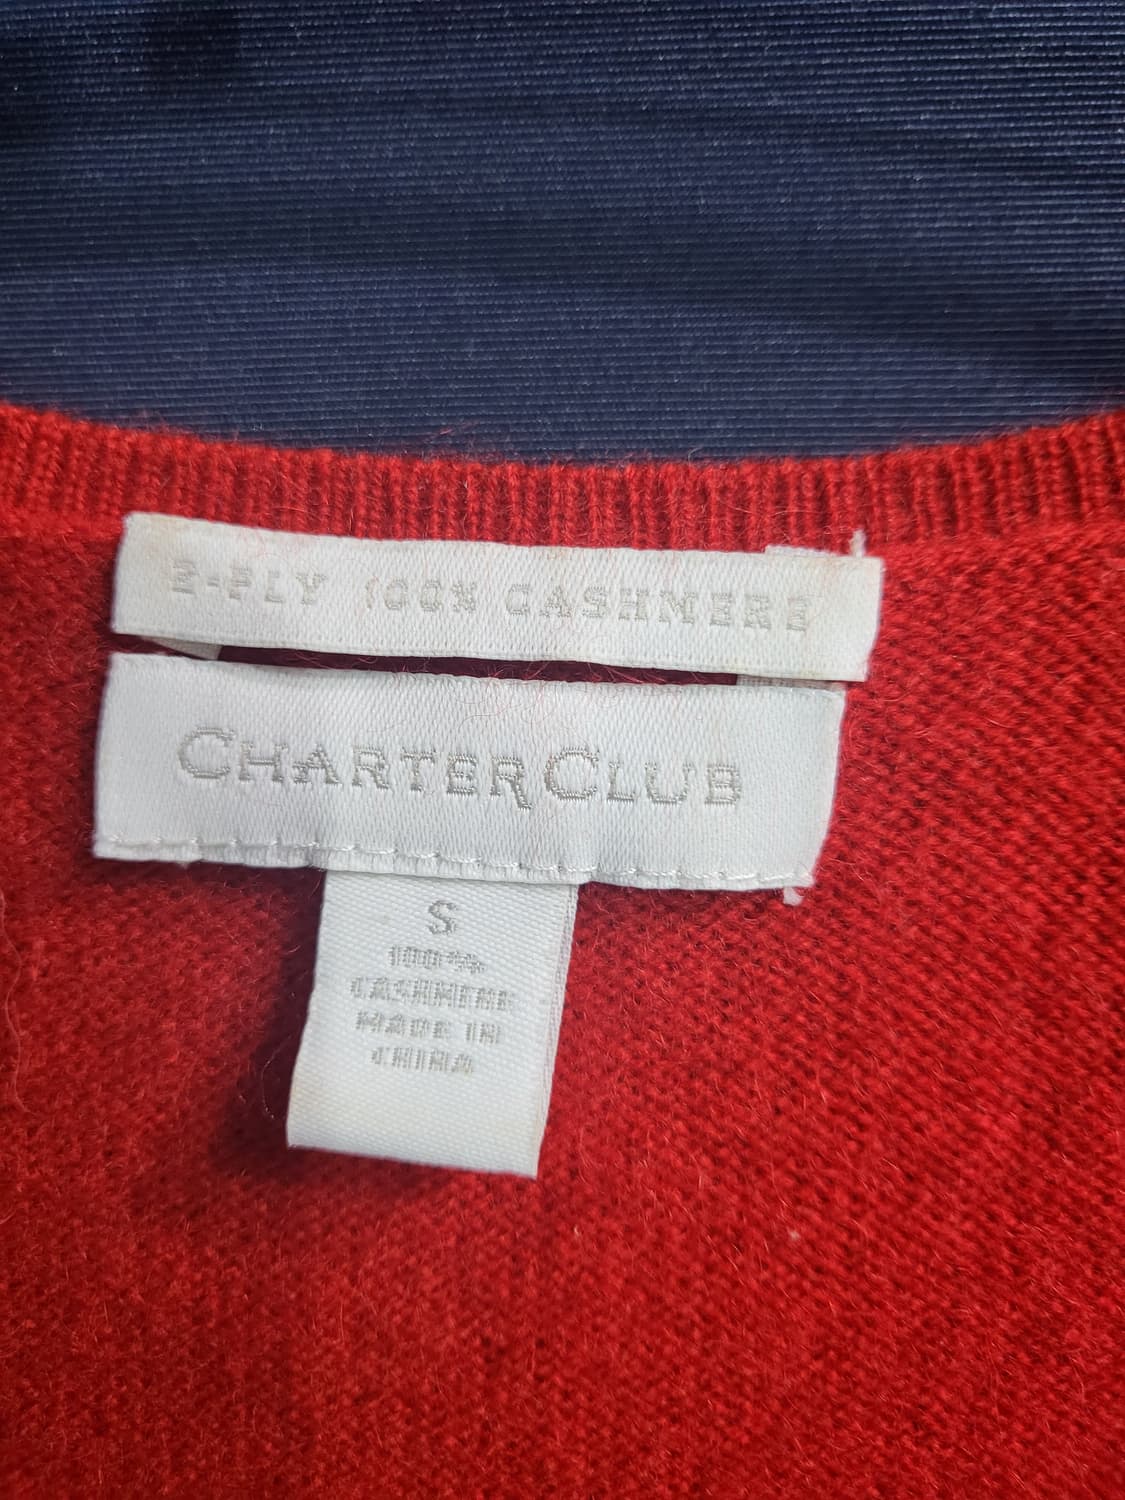 2-PLY 100% CASHMERE
CHARTER CLUB
S
100%
CASHMERE
MADE IN
CHINA